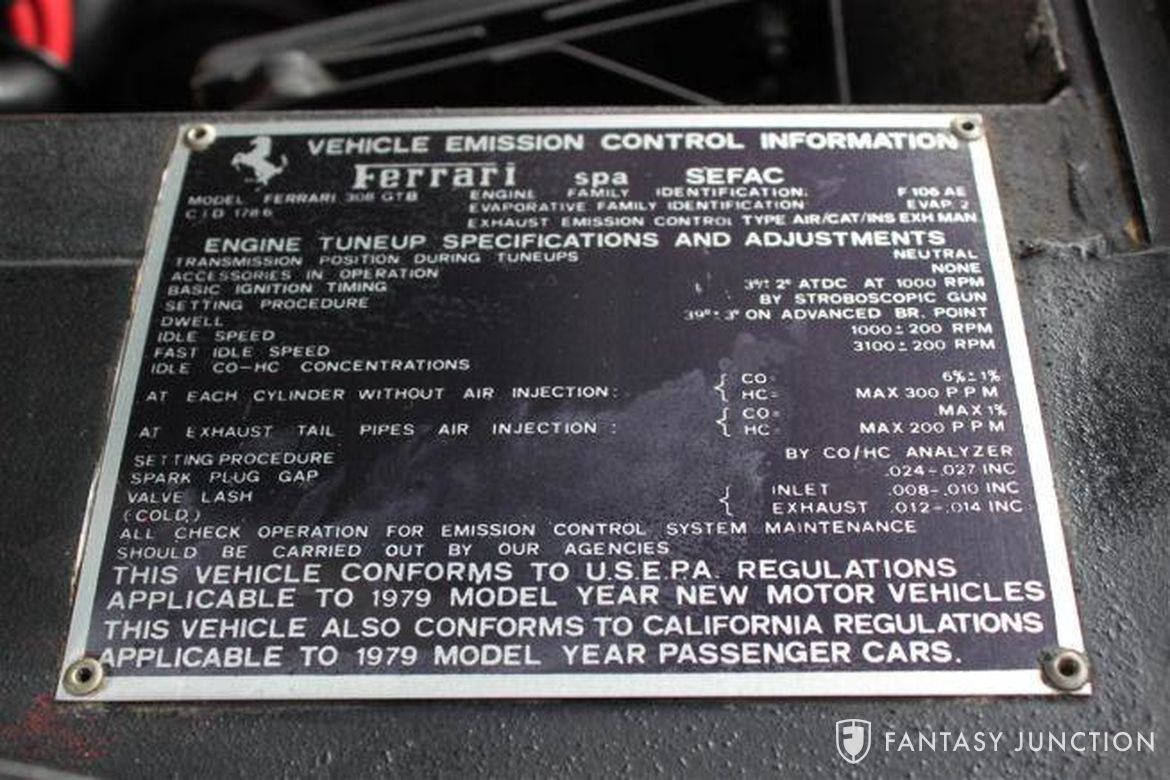 VEHICLE EMISSION CONTROL INFORMATION
Ferrari spa SEFAC
MODEL FERRARI 308 GTB ENGINE FAMILY IDENTIFICATION: F 106 AE
C I D 178 6 EVAPORATIVE FAMILY IDENTIFICATION EVAP. 2
EXHAUST EMISSION CONTROL TYPE AIR/CAT/INS EXH MAN
ENGINE TUNEUP SPECIFICATIONS AND ADJUSTMENTS
TRANSMISSION POSITION DURING TUNEUPS NEUTRAL
ACCESSORIES IN OPERATION NONE
BASIC IGNITION TIMING 3°± 2° ATDC AT 1000 RPM
SETTING PROCEDURE BY STROBOSCOPIC GUN
DWELL 39°± 3° ON ADVANCED BR. POINT
IDLE SPEED 1000± 200 RPM
FAST IDLE SPEED 3100± 200 RPM
IDLE CO-HC CONCENTRATIONS
AT EACH CYLINDER WITHOUT AIR INJECTION: { CO= 6%± 1%
HC= MAX 300 P P M
AT EXHAUST TAIL PIPES AIR INJECTION : { CO= MAX 1%
HC= MAX 200 P P M
SETTING PROCEDURE BY CO/HC ANALYZER
SPARK PLUG GAP .024-.027 INC
VALVE LASH { INLET .008-.010 INC
(COLD,) EXHAUST .012-.014 INC
ALL CHECK OPERATION FOR EMISSION CONTROL SYSTEM MAINTENANCE
SHOULD BE CARRIED OUT BY OUR AGENCIES
THIS VEHICLE CONFORMS TO U.S.E.P.A. REGULATIONS
APPLICABLE TO 1979 MODEL YEAR NEW MOTOR VEHICLES
THIS VEHICLE ALSO CONFORMS TO CALIFORNIA REGULATIONS
APPLICABLE TO 1979 MODEL YEAR PASSENGER CARS.
FANTASY JUNCTION